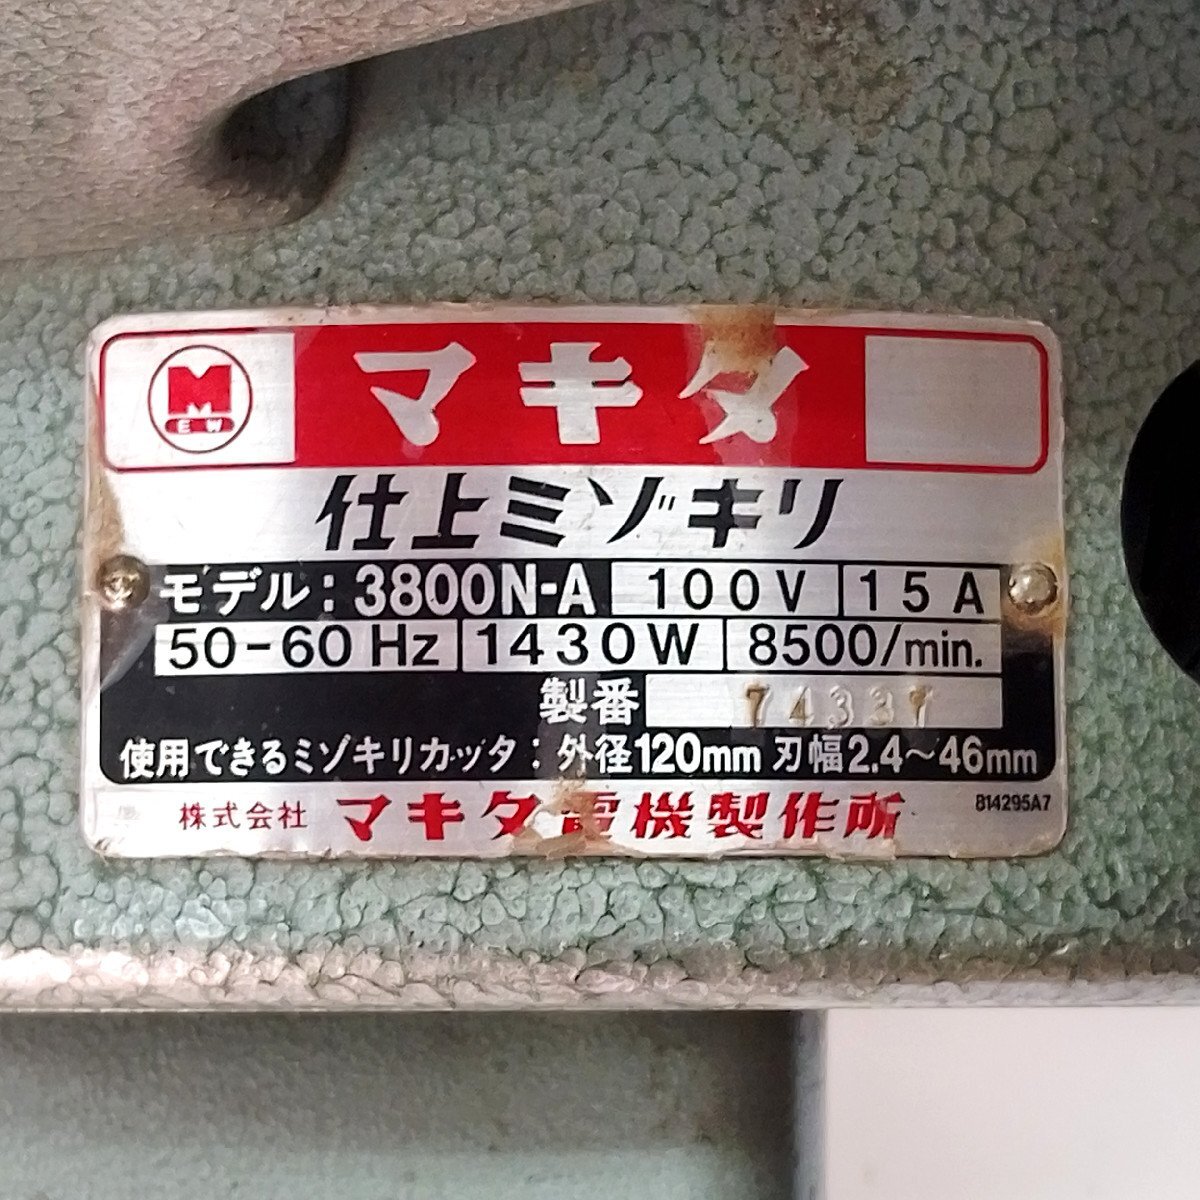 M
EW
マキタ
仕上ミゾキリ
モデル：3800N-A 100V 15A
50-60Hz 1430W 8500/min.
製番 74337
使用できるミゾキリカッタ：外径120mm 刃幅2.4～46mm
株式会社 マキタ電機製作所 814295A7